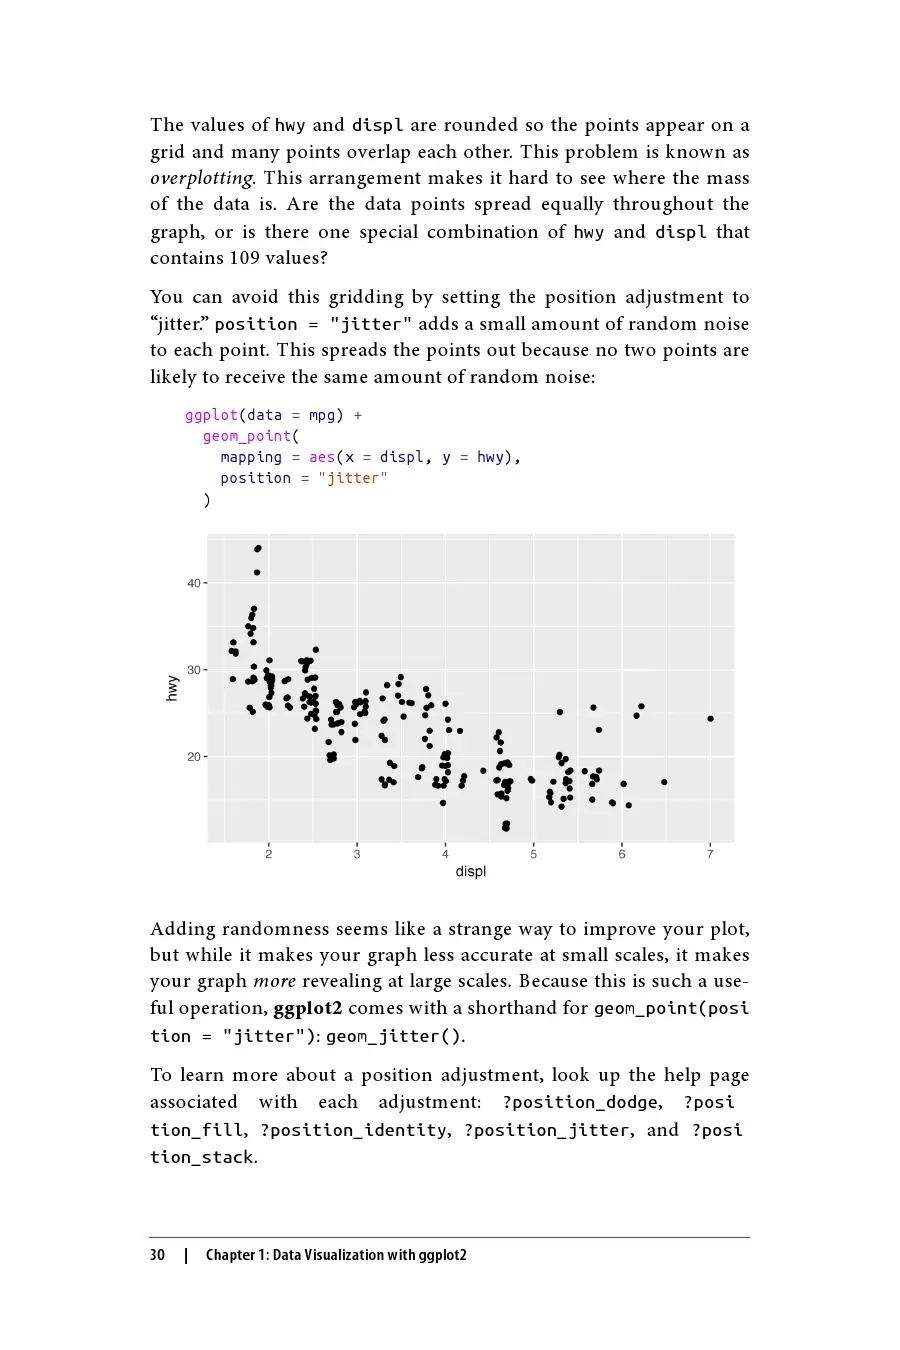 The values of hwy and displ are rounded so the points appear on a
grid and many points overlap each other. This problem is known as
overplotting. This arrangement makes it hard to see where the mass
of the data is. Are the data points spread equally throughout the
graph, or is there one special combination of hwy and displ that
contains 109 values?
You can avoid this gridding by setting the position adjustment to
“jitter.” position = "jitter" adds a small amount of random noise
to each point. This spreads the points out because no two points are
likely to receive the same amount of random noise:
ggplot(data = mpg) +
  geom_point(
    mapping = aes(x = displ, y = hwy),
    position = "jitter"
  )
40
30
20
hwy
2 3 4 5 6 7
displ
Adding randomness seems like a strange way to improve your plot,
but while it makes your graph less accurate at small scales, it makes
your graph more revealing at large scales. Because this is such a use-
ful operation, ggplot2 comes with a shorthand for geom_point(posi
tion = "jitter"): geom_jitter().
To learn more about a position adjustment, look up the help page
associated with each adjustment: ?position_dodge, ?posi
tion_fill, ?position_identity, ?position_jitter, and ?posi
tion_stack.
30 | Chapter 1: Data Visualization with ggplot2